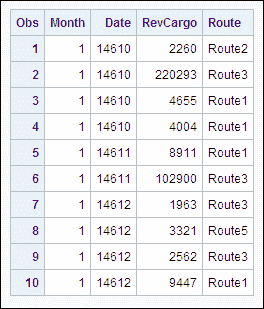 Obs Month Date RevCargo Route
1 1 14610 2260 Route2
2 1 14610 220293 Route3
3 1 14610 4655 Route1
4 1 14610 4004 Route1
5 1 14611 8911 Route1
6 1 14611 102900 Route3
7 1 14612 1963 Route3
8 1 14612 3321 Route5
9 1 14612 2562 Route3
10 1 14612 9447 Route1